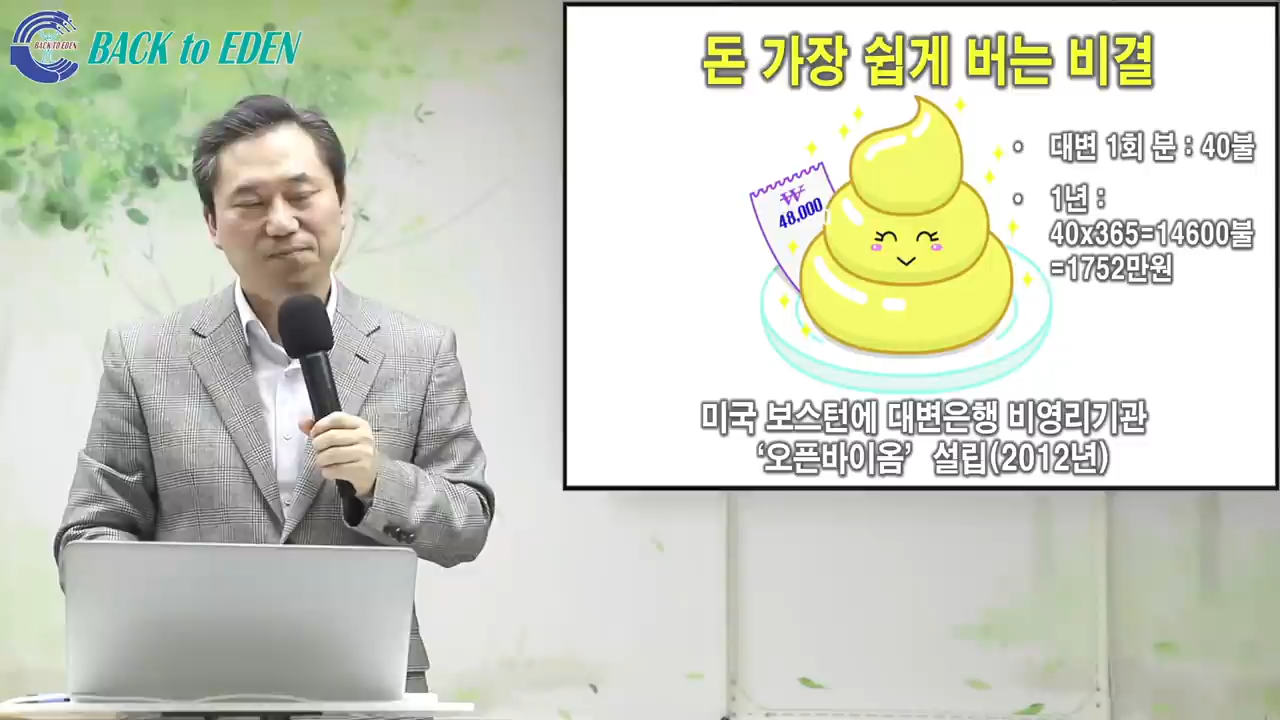 BACK TO EDEN
BACK to EDEN
돈 가장 쉽게 버는 비결
• 대변 1회 분 : 40불
• 1년 :
40x365=14600불
=1752만원
₩
48,000
미국 보스턴에 대변은행 비영리기관
‘오픈바이옴’ 설립(2012년)